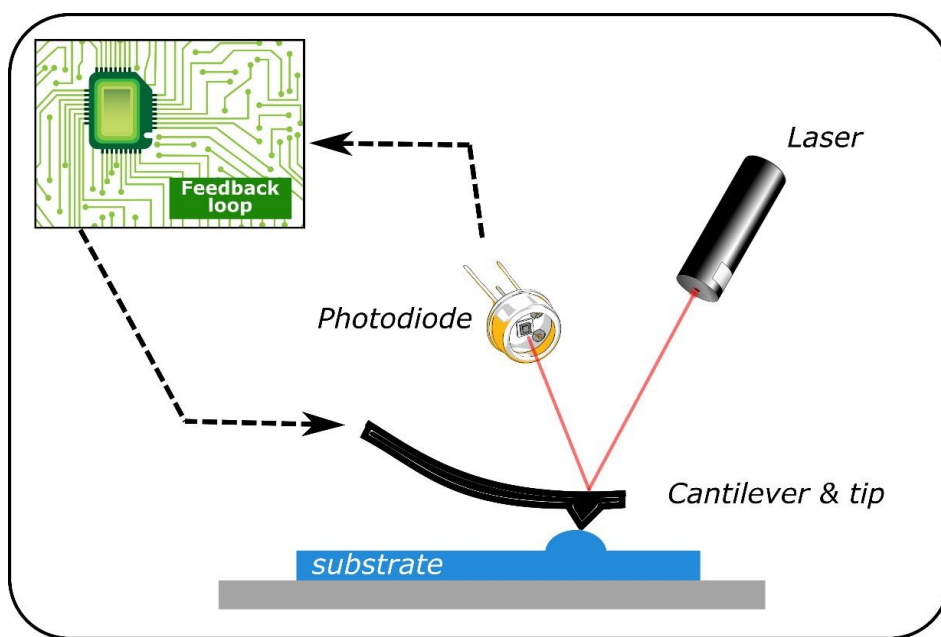 Feedback
loop
Laser
Photodiode
Cantilever & tip
substrate